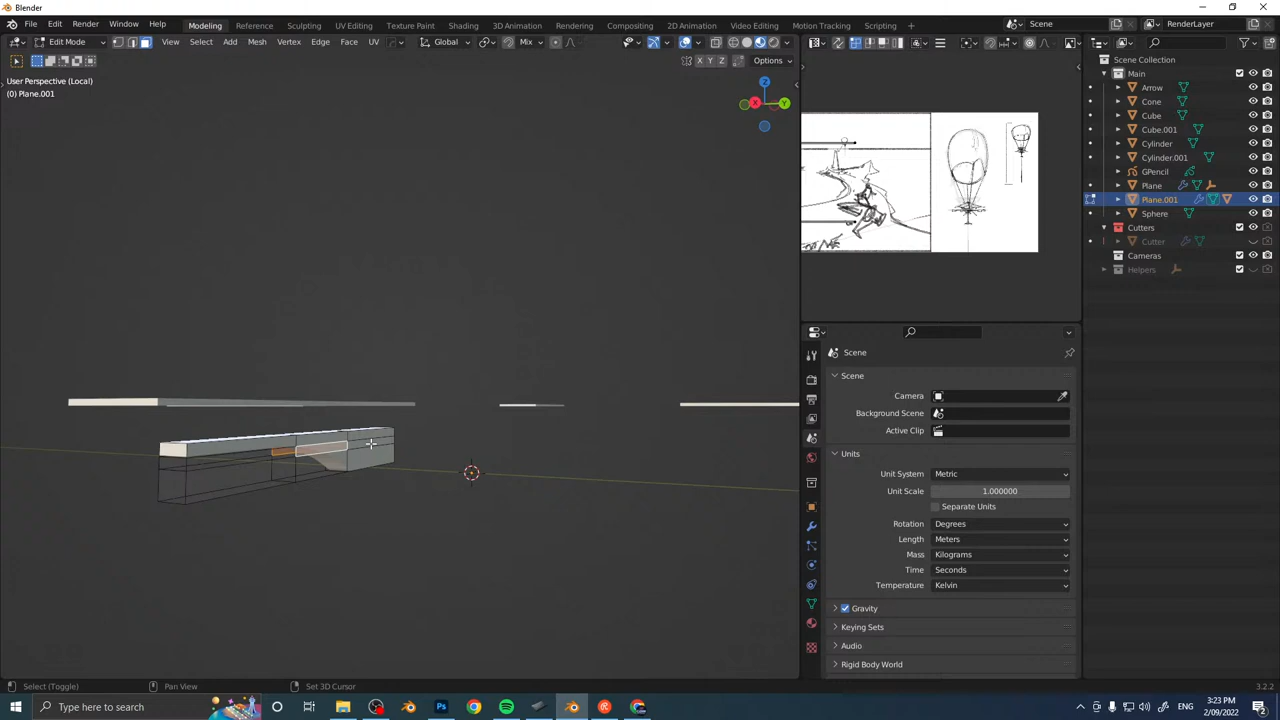 Blender
File Edit Render Window Help
Modeling Reference Sculpting UV Editing Texture Paint Shading 3D Animation Rendering Compositing 2D Animation Video Editing Motion Tracking Scripting
Scene
RenderLayer
Edit Mode View Select Add Mesh Vertex Edge Face UV
Global
Mix
X Y Z Options
User Perspective (Local)
(0) Plane.001
Z
X
Y
Scene Collection
Main
Arrow
Cone
Cube
Cube.001
Cylinder
Cylinder.001
GPencil
Plane
Plane.001
Sphere
Cutters
Cutter
Cameras
Helpers
Scene
Scene
Camera Object
Background Scene
Active Clip
Units
Unit System Metric
Unit Scale 1.000000
Separate Units
Rotation Degrees
Length Meters
Mass Kilograms
Time Seconds
Temperature Kelvin
Gravity
Keying Sets
Audio
Rigid Body World
Select (Toggle) Pan View Set 3D Cursor
3.2.2
Type here to search
3:23 PM
2/09/2022